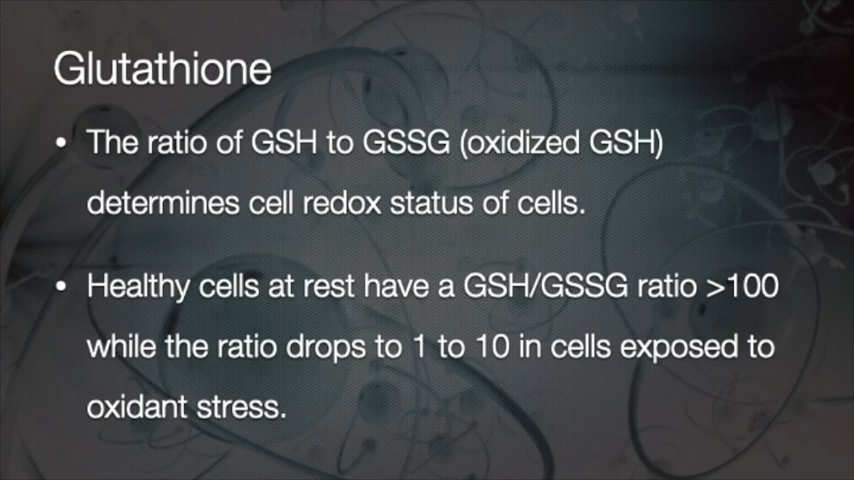 Glutathione
• The ratio of GSH to GSSG (oxidized GSH)
determines cell redox status of cells.
• Healthy cells at rest have a GSH/GSSG ratio >100
while the ratio drops to 1 to 10 in cells exposed to
oxidant stress.